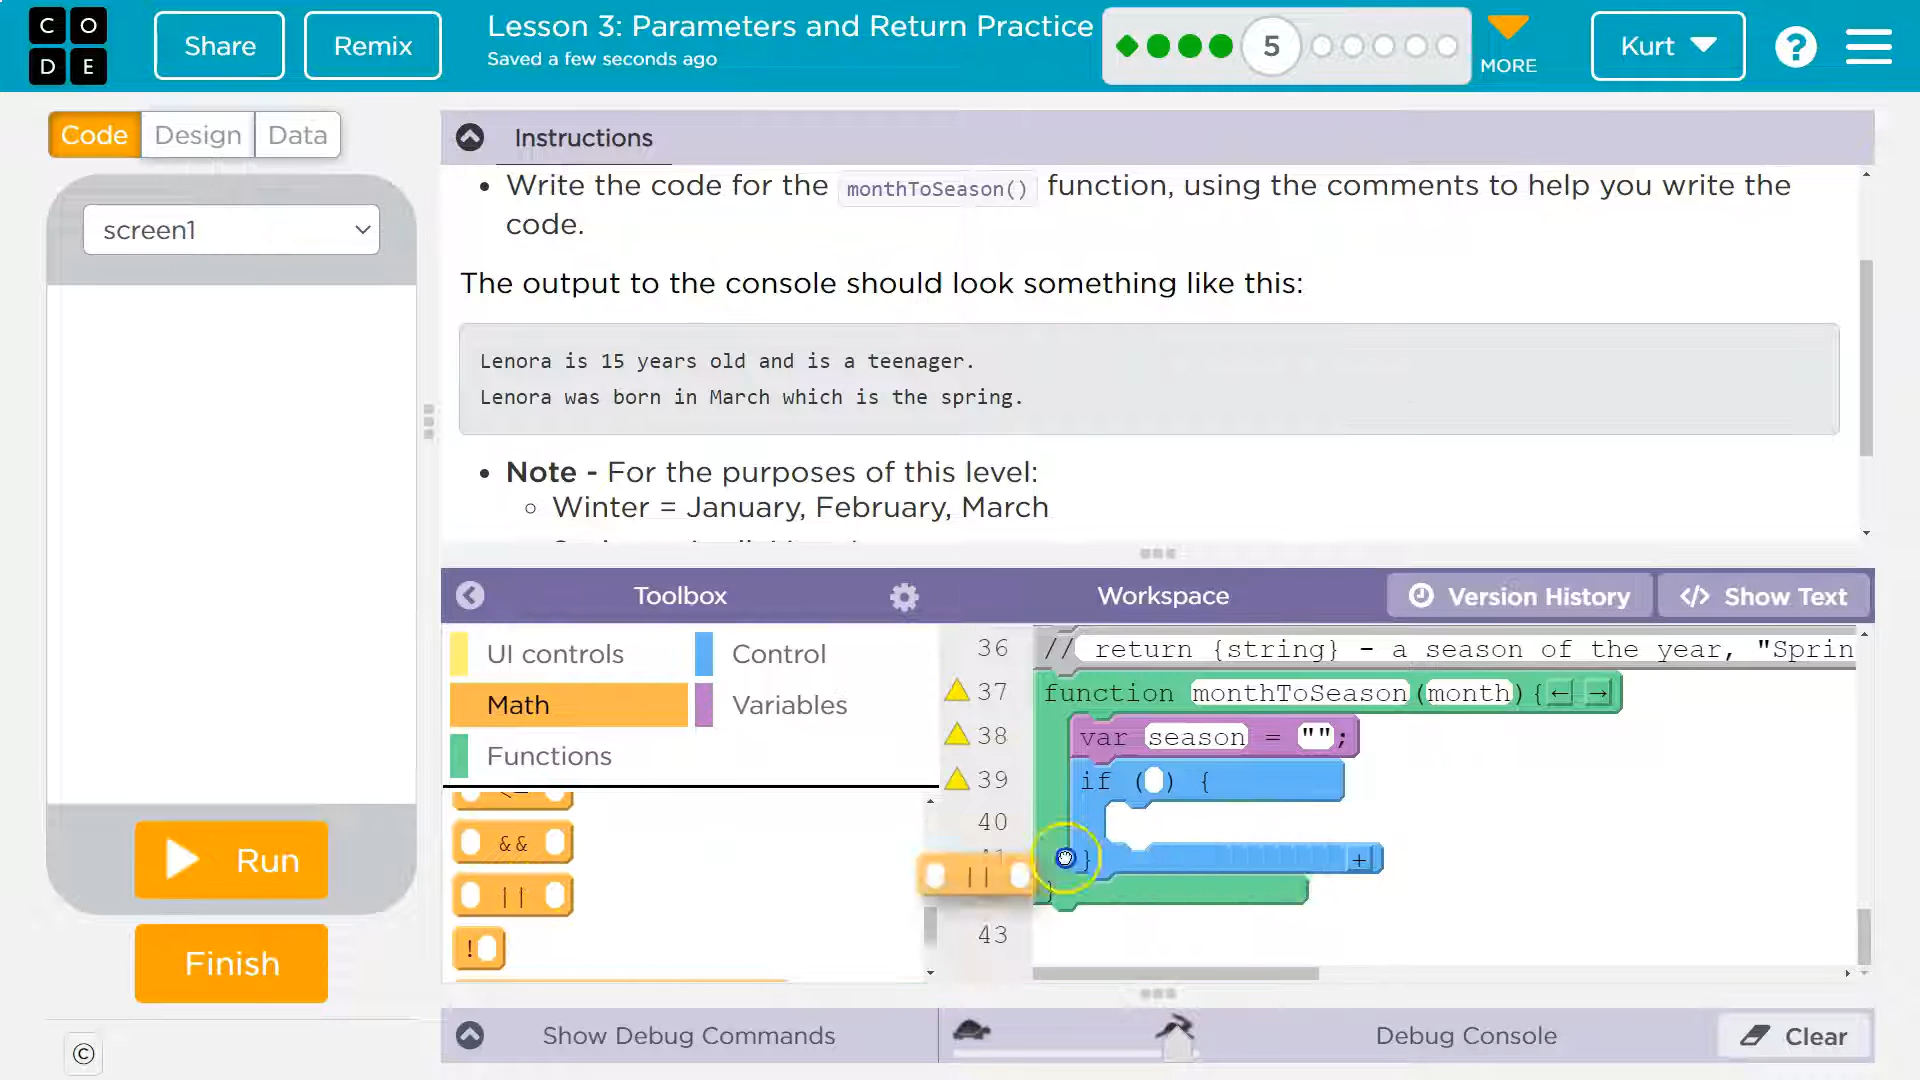 C O
D E
Share
Remix
Lesson 3: Parameters and Return Practice
Saved a few seconds ago
5
MORE
Kurt
?
Code
Design
Data
screen1
Instructions
Write the code for the monthToSeason() function, using the comments to help you write the
code.
The output to the console should look something like this:
Lenora is 15 years old and is a teenager.
Lenora was born in March which is the spring.
Note - For the purposes of this level:
Winter = January, February, March
Toolbox
Workspace
Version History
</> Show Text
UI controls
Control
Math
Variables
Functions
&&
||
!
||
36 // return {string} - a season of the year, "Sprin
37 function monthToSeason(month){ ← →
38 var season = "";
39 if () {
40
} +
}
43
Run
Finish
©
Show Debug Commands
Debug Console
Clear